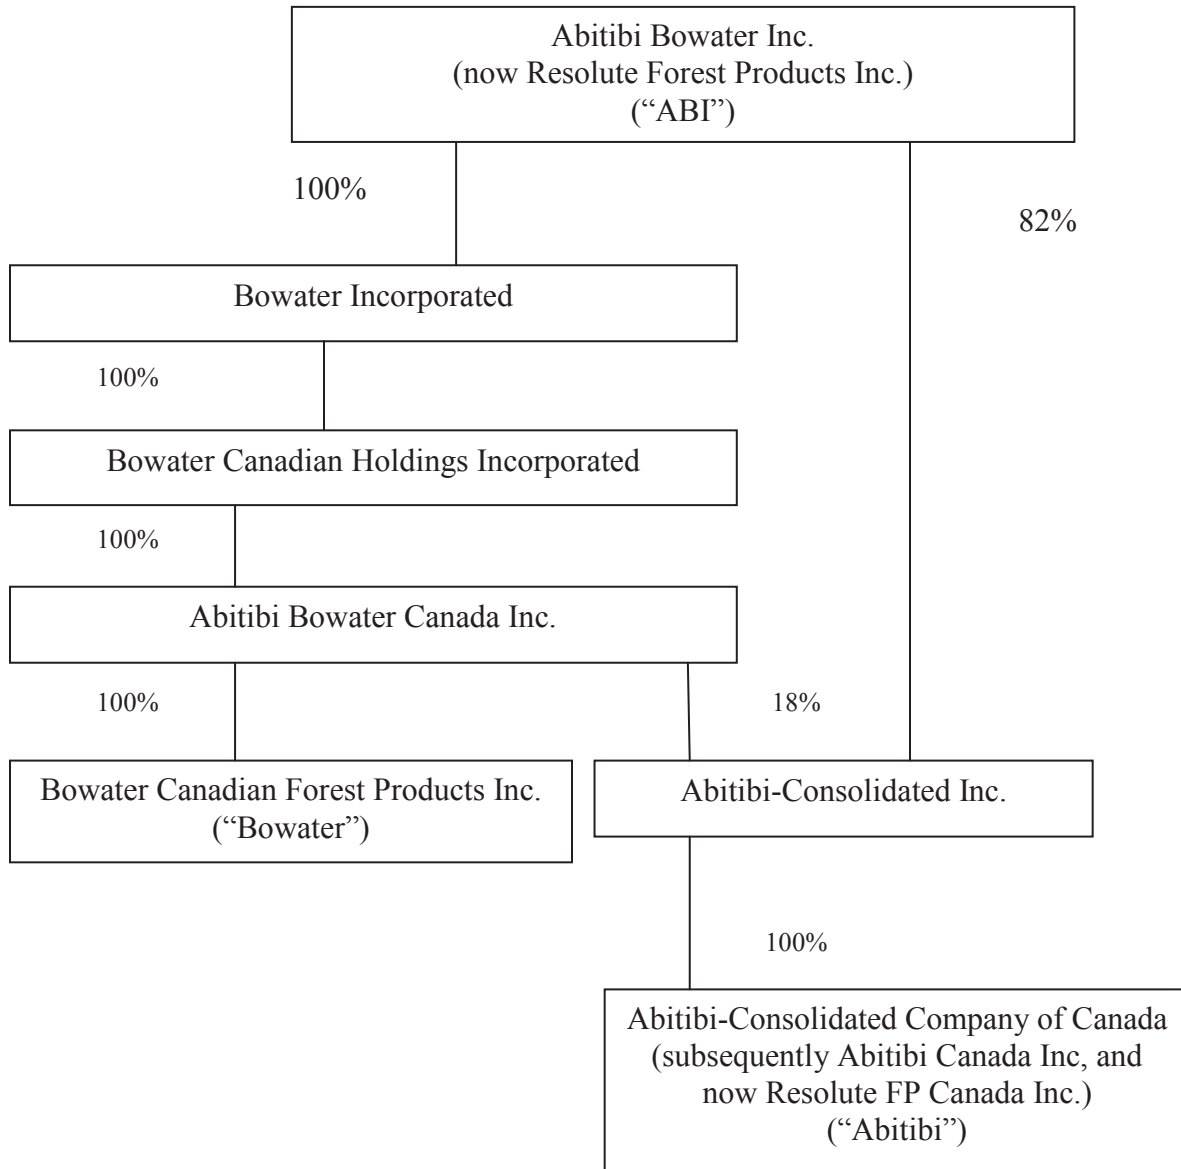 Abitibi Bowater Inc.
(now Resolute Forest Products Inc.)
(“ABI”)
100%
82%
Bowater Incorporated
100%
Bowater Canadian Holdings Incorporated
100%
Abitibi Bowater Canada Inc.
100%
18%
Bowater Canadian Forest Products Inc.
(“Bowater”)
Abitibi-Consolidated Inc.
100%
Abitibi-Consolidated Company of Canada
(subsequently Abitibi Canada Inc, and
now Resolute FP Canada Inc.)
(“Abitibi”)